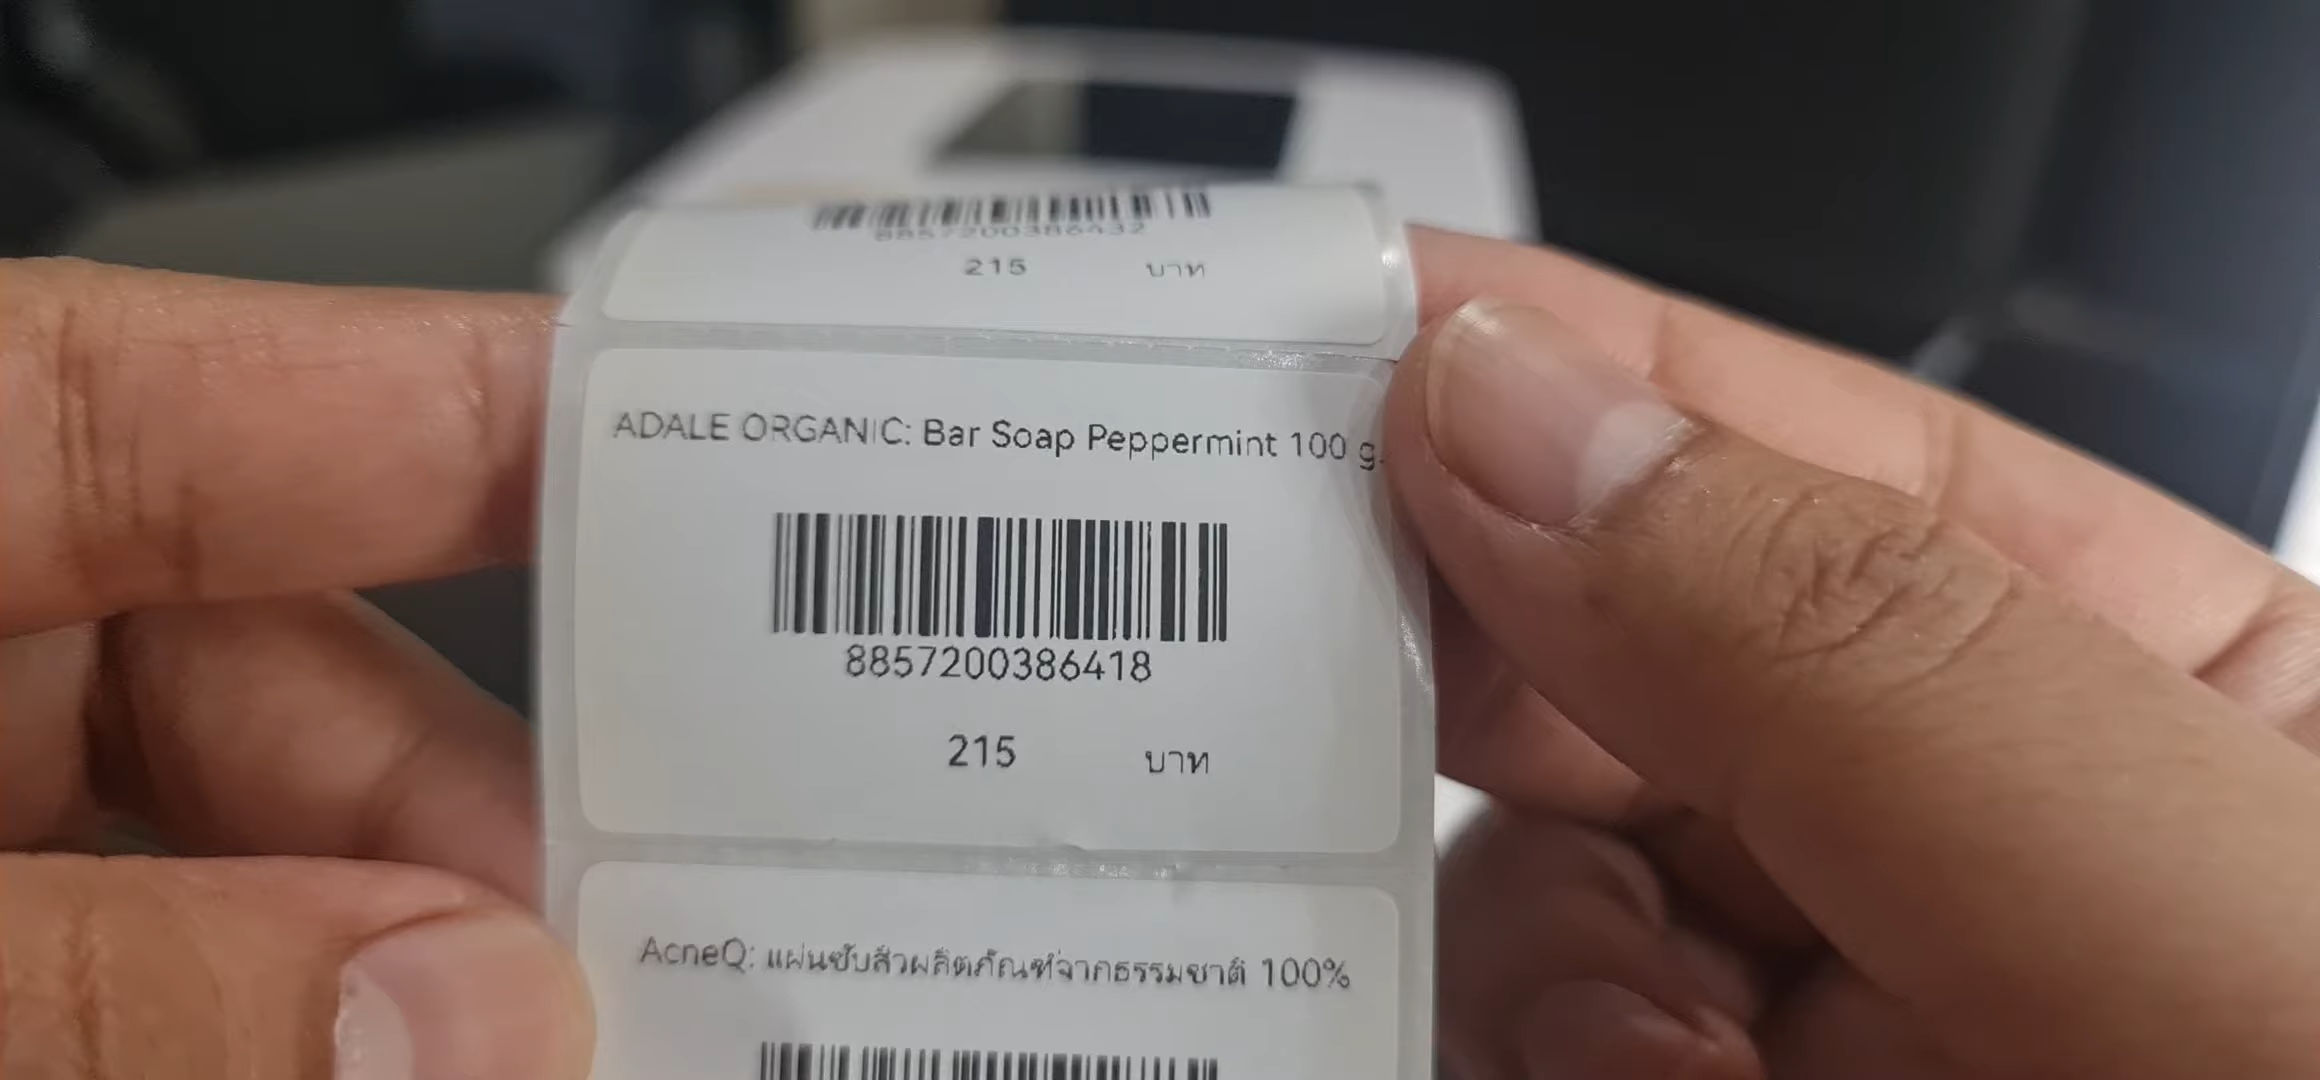 8857200386432
215 บาท
ADALE ORGANIC: Bar Soap Peppermint 100 g.
8857200386418
215 บาท
AcneQ: แผ่นซับสิวผลิตภัณฑ์จากธรรมชาติ 100%